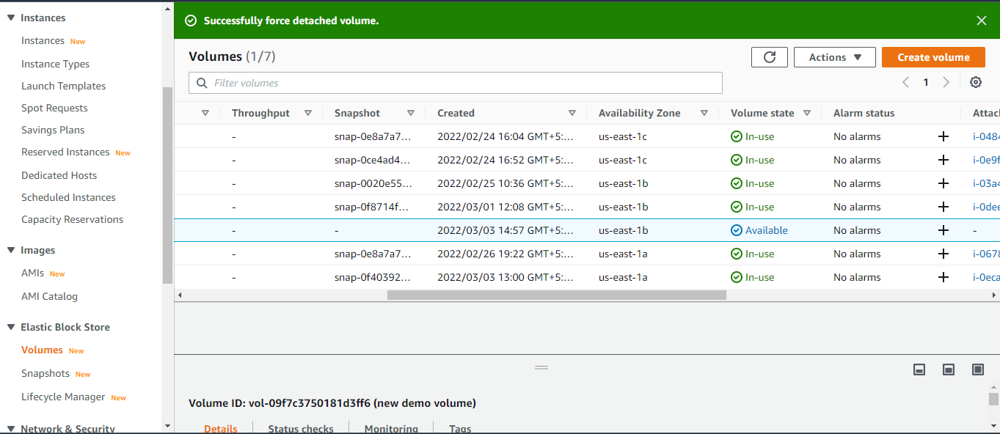 Instances
Instances New
Instance Types
Launch Templates
Spot Requests
Savings Plans
Reserved Instances New
Dedicated Hosts
Scheduled Instances
Capacity Reservations
Images
AMIs New
AMI Catalog
Elastic Block Store
Volumes New
Snapshots New
Lifecycle Manager New
Network & Security
Successfully force detached volume.
Volumes (1/7)
Actions
Create volume
Filter volumes
1
Throughput Snapshot Created Availability Zone Volume state Alarm status Attac
- snap-0e8a7a7... 2022/02/24 16:04 GMT+5:... us-east-1c In-use No alarms + i-048
- snap-0ce4ad4... 2022/02/24 16:52 GMT+5:... us-east-1c In-use No alarms + i-0e9f
- snap-0020e55... 2022/02/25 10:36 GMT+5:... us-east-1b In-use No alarms + i-03a
- snap-0f8714f... 2022/03/01 12:08 GMT+5:... us-east-1b In-use No alarms + i-0de
- - 2022/03/03 14:57 GMT+5:... us-east-1b Available No alarms + -
- snap-0e8a7a7... 2022/02/26 19:22 GMT+5:... us-east-1a In-use No alarms + i-067
- snap-0f40392... 2022/03/03 13:00 GMT+5:... us-east-1a In-use No alarms + i-0eca
Volume ID: vol-09f7c3750181d3ff6 (new demo volume)
Details Status checks Monitoring Tags